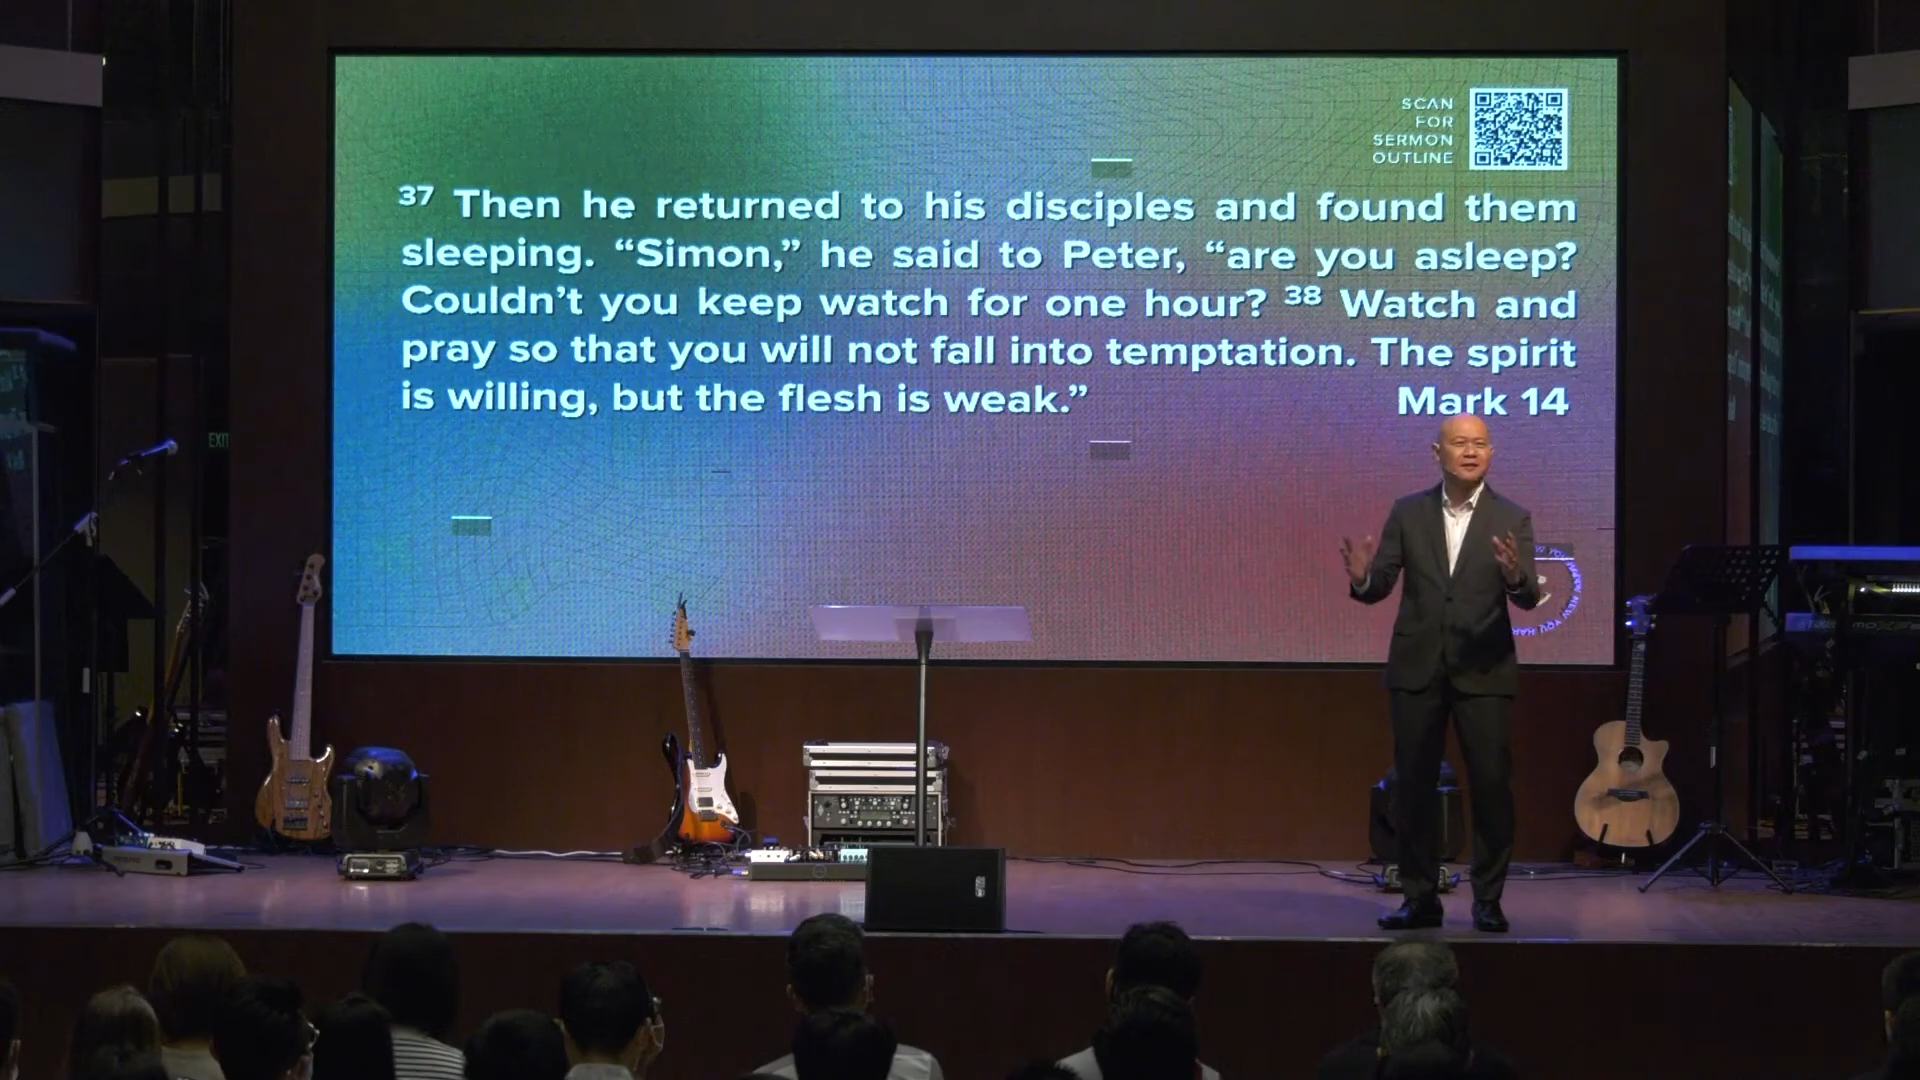 SCAN
FOR
SERMON
OUTLINE
37 Then he returned to his disciples and found them
sleeping. “Simon,” he said to Peter, “are you asleep?
Couldn’t you keep watch for one hour? 38 Watch and
pray so that you will not fall into temptation. The spirit
is willing, but the flesh is weak.” Mark 14
EXIT